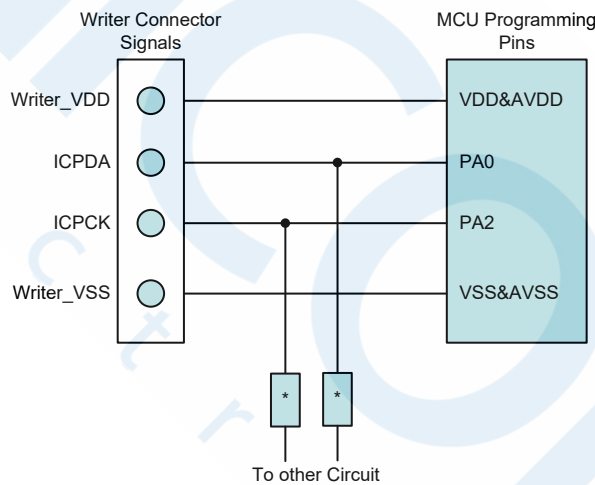 Writer Connector
Signals
MCU Programming
Pins
Writer_VDD
VDD&AVDD
ICPDA
PA0
ICPCK
PA2
Writer_VSS
VSS&AVSS
*
*
To other Circuit
c
t
r